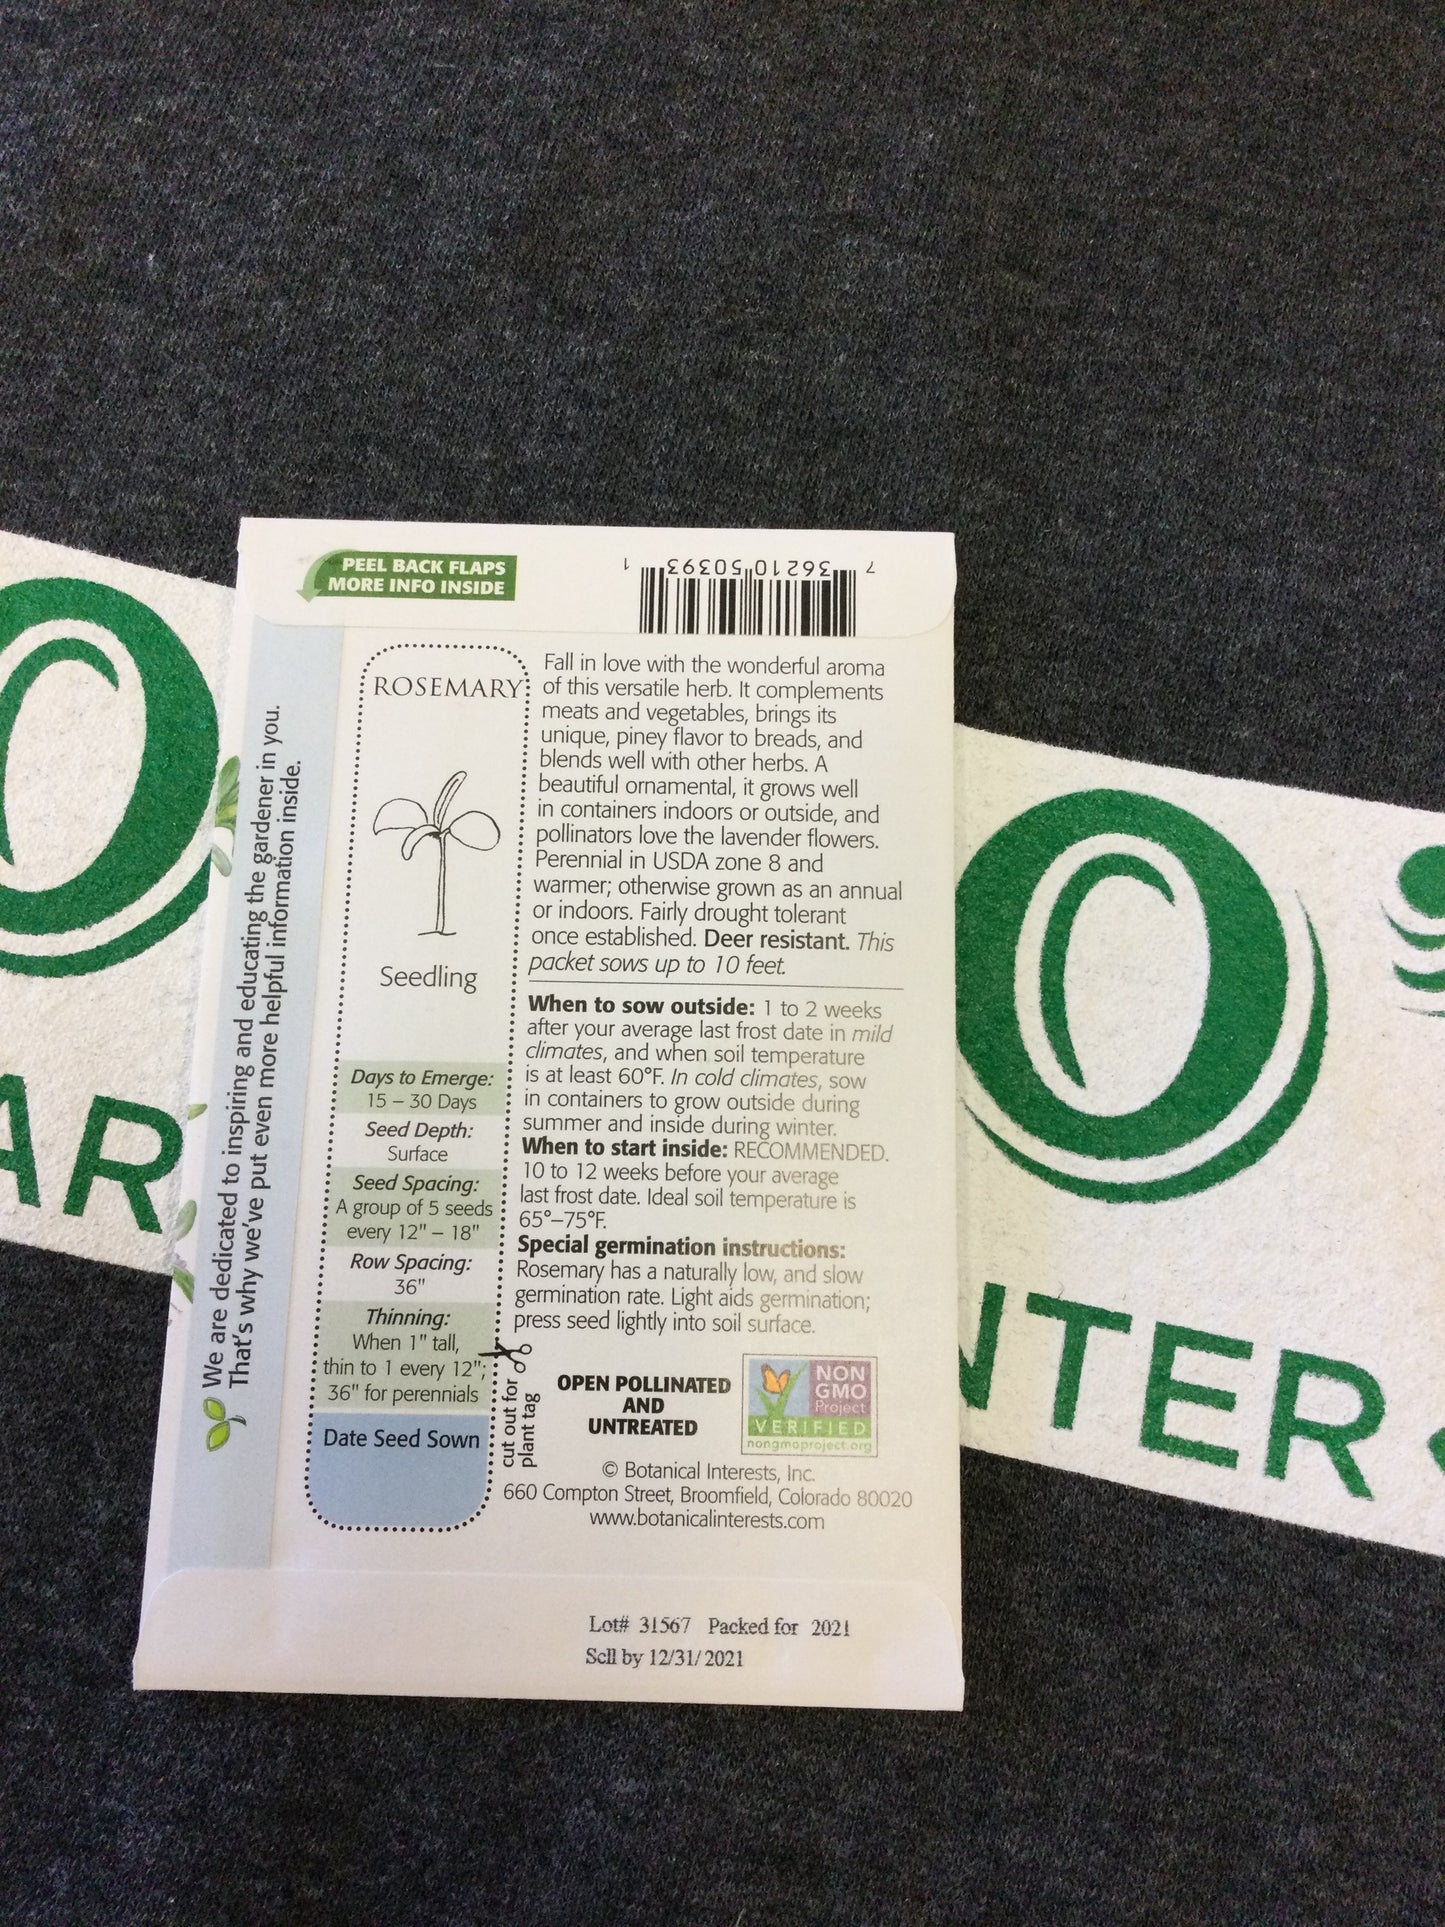 PEEL BACK FLAPS
MORE INFO INSIDE
7 36210 50393 1
We are dedicated to inspiring and educating the gardener in you.
That's why we've put even more helpful information inside.
ROSEMARY
Seedling
Days to Emerge:
15 – 30 Days
Seed Depth:
Surface
Seed Spacing:
A group of 5 seeds
every 12" – 18"
Row Spacing:
36"
Thinning:
When 1" tall,
thin to 1 every 12";
36" for perennials
Date Seed Sown
cut out for
plant tag
Fall in love with the wonderful aroma
of this versatile herb. It complements
meats and vegetables, brings its
unique, piney flavor to breads, and
blends well with other herbs. A
beautiful ornamental, it grows well
in containers indoors or outside, and
pollinators love the lavender flowers.
Perennial in USDA zone 8 and
warmer; otherwise grown as an annual
or indoors. Fairly drought tolerant
once established. Deer resistant. This
packet sows up to 10 feet.
When to sow outside: 1 to 2 weeks
after your average last frost date in mild
climates, and when soil temperature
is at least 60°F. In cold climates, sow
in containers to grow outside during
summer and inside during winter.
When to start inside: RECOMMENDED.
10 to 12 weeks before your average
last frost date. Ideal soil temperature is
65°–75°F.
Special germination instructions:
Rosemary has a naturally low, and slow
germination rate. Light aids germination;
press seed lightly into soil surface.
OPEN POLLINATED
AND
UNTREATED
NON
GMO
Project
VERIFIED
nongmoproject.org
© Botanical Interests, Inc.
660 Compton Street, Broomfield, Colorado 80020
www.botanicalinterests.com
Lot# 31567 Packed for 2021
Sell by 12/31/2021
O O
AR NTER